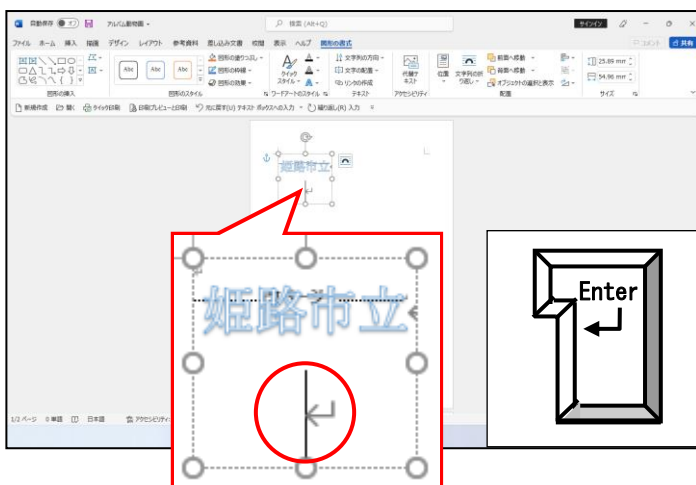 自動保存 アルバム動物園 検索 (Alt+Q) サインイン
ファイル ホーム 挿入 描画 デザイン レイアウト 参考資料 差し込み文書 校閲 表示 ヘルプ 図形の書式 コメント 共有
Abc Abc Abc
図形の塗りつぶし
図形の枠線
図形の効果
クイック
スタイル
文字列の方向
文字の配置
リンクの作成
代替テ
キスト
位置 文字列の折
り返し
前面へ移動
背面へ移動
オブジェクトの選択と表示
25.89 mm
54.96 mm
図形の挿入 図形のスタイル ワードアートのスタイル テキスト アクセシビリティ 配置 サイズ
新規作成 開く クイック印刷 印刷プレビューと印刷 元に戻す(U) テキスト ボックスへの入力 繰り返し(R) 入力
姫路市立
姫路市立
Enter
1/2 ページ 0 単語 日本語 アクセシビリティ